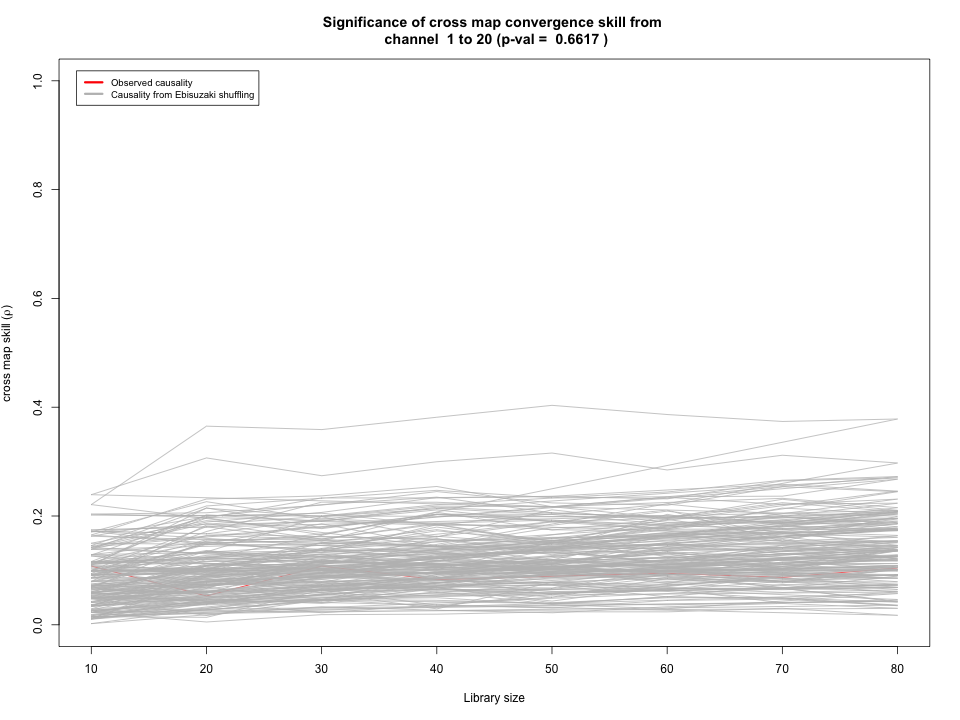 Significance of cross map convergence skill from
channel  1 to 20 (p-val =  0.6617 )
Observed causality
Causality from Ebisuzaki shuffling
cross map skill (ρ)
1.0
0.8
0.6
0.4
0.2
0.0
10 20 30 40 50 60 70 80
Library size